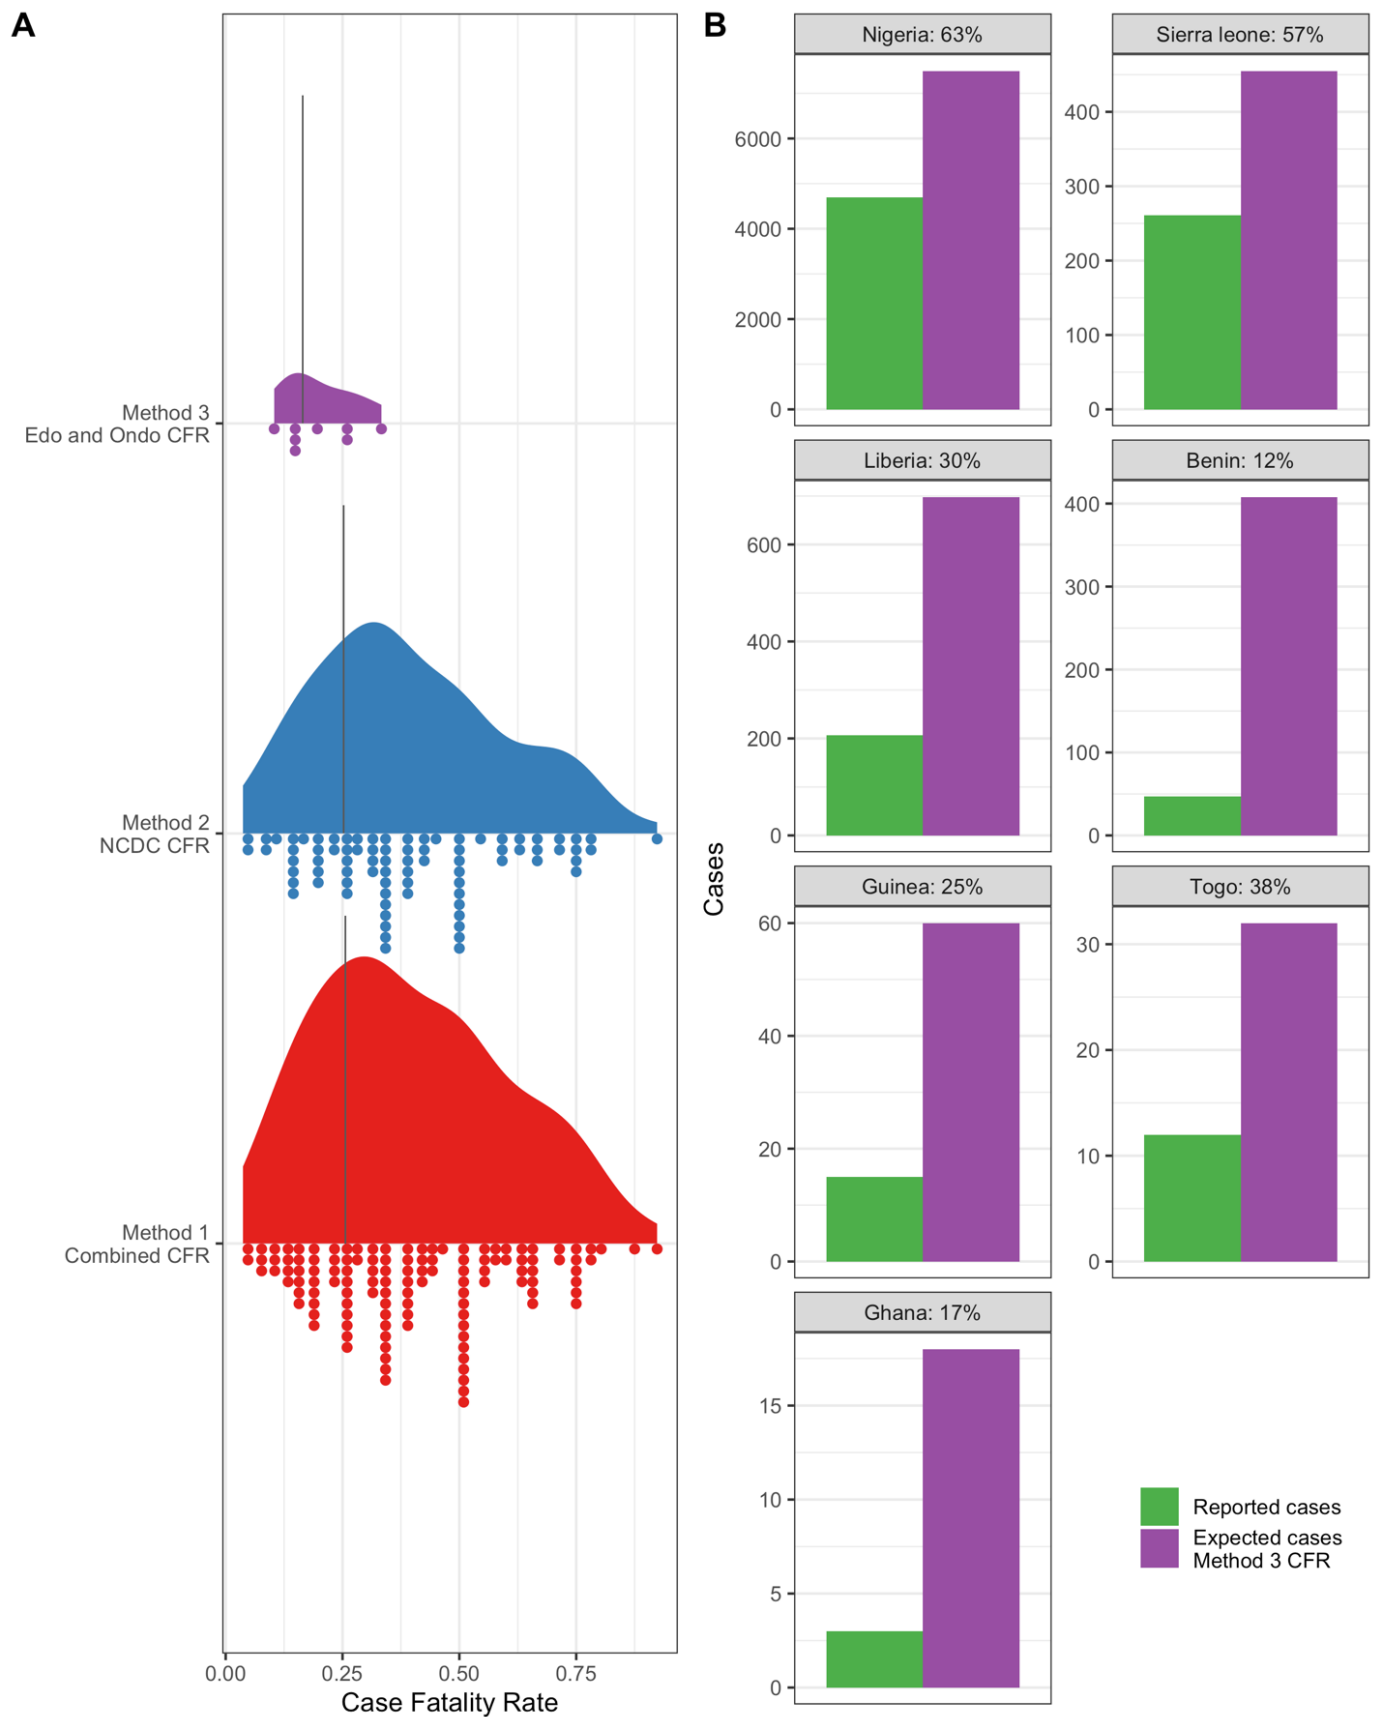 A
Method 3
Edo and Ondo CFR
Method 2
NCDC CFR
Method 1
Combined CFR
0.00
0.25
0.50
0.75
Case Fatality Rate
B
Cases
Nigeria: 63%
6000
4000
2000
0
Sierra leone: 57%
400
300
200
100
0
Liberia: 30%
600
400
200
0
Benin: 12%
400
300
200
100
0
Guinea: 25%
60
40
20
0
Togo: 38%
30
20
10
0
Ghana: 17%
15
10
5
0
Reported cases
Expected cases
Method 3 CFR